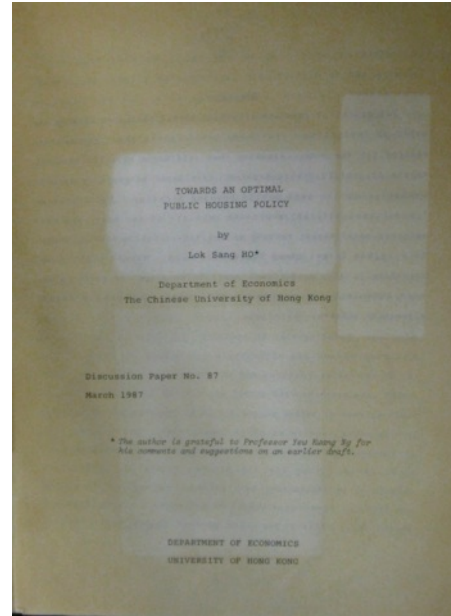 TOWARDS AN OPTIMAL
PUBLIC HOUSING POLICY
by
Lok Sang HO*
Department of Economics
The Chinese University of Hong Kong
Discussion Paper No. 87
March 1987
* The author is grateful to Professor Yew Kwang Ng for
his comments and suggestions on an earlier draft.
DEPARTMENT OF ECONOMICS
UNIVERSITY OF HONG KONG